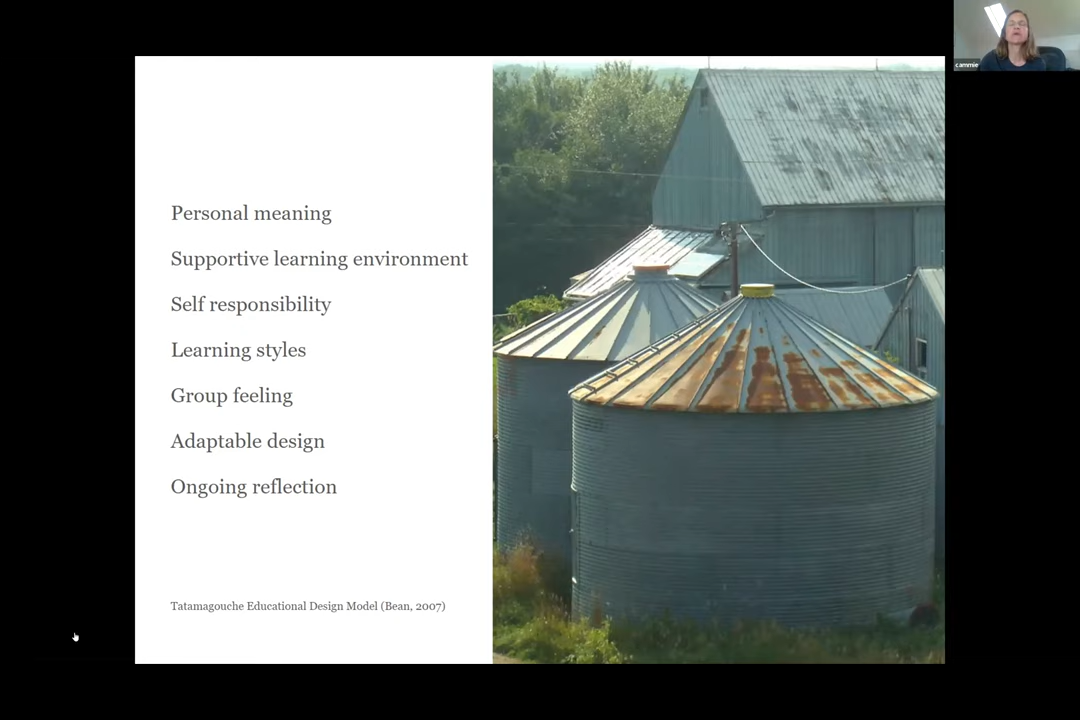 cammie
Personal meaning
Supportive learning environment
Self responsibility
Learning styles
Group feeling
Adaptable design
Ongoing reflection
Tatamagouche Educational Design Model (Bean, 2007)